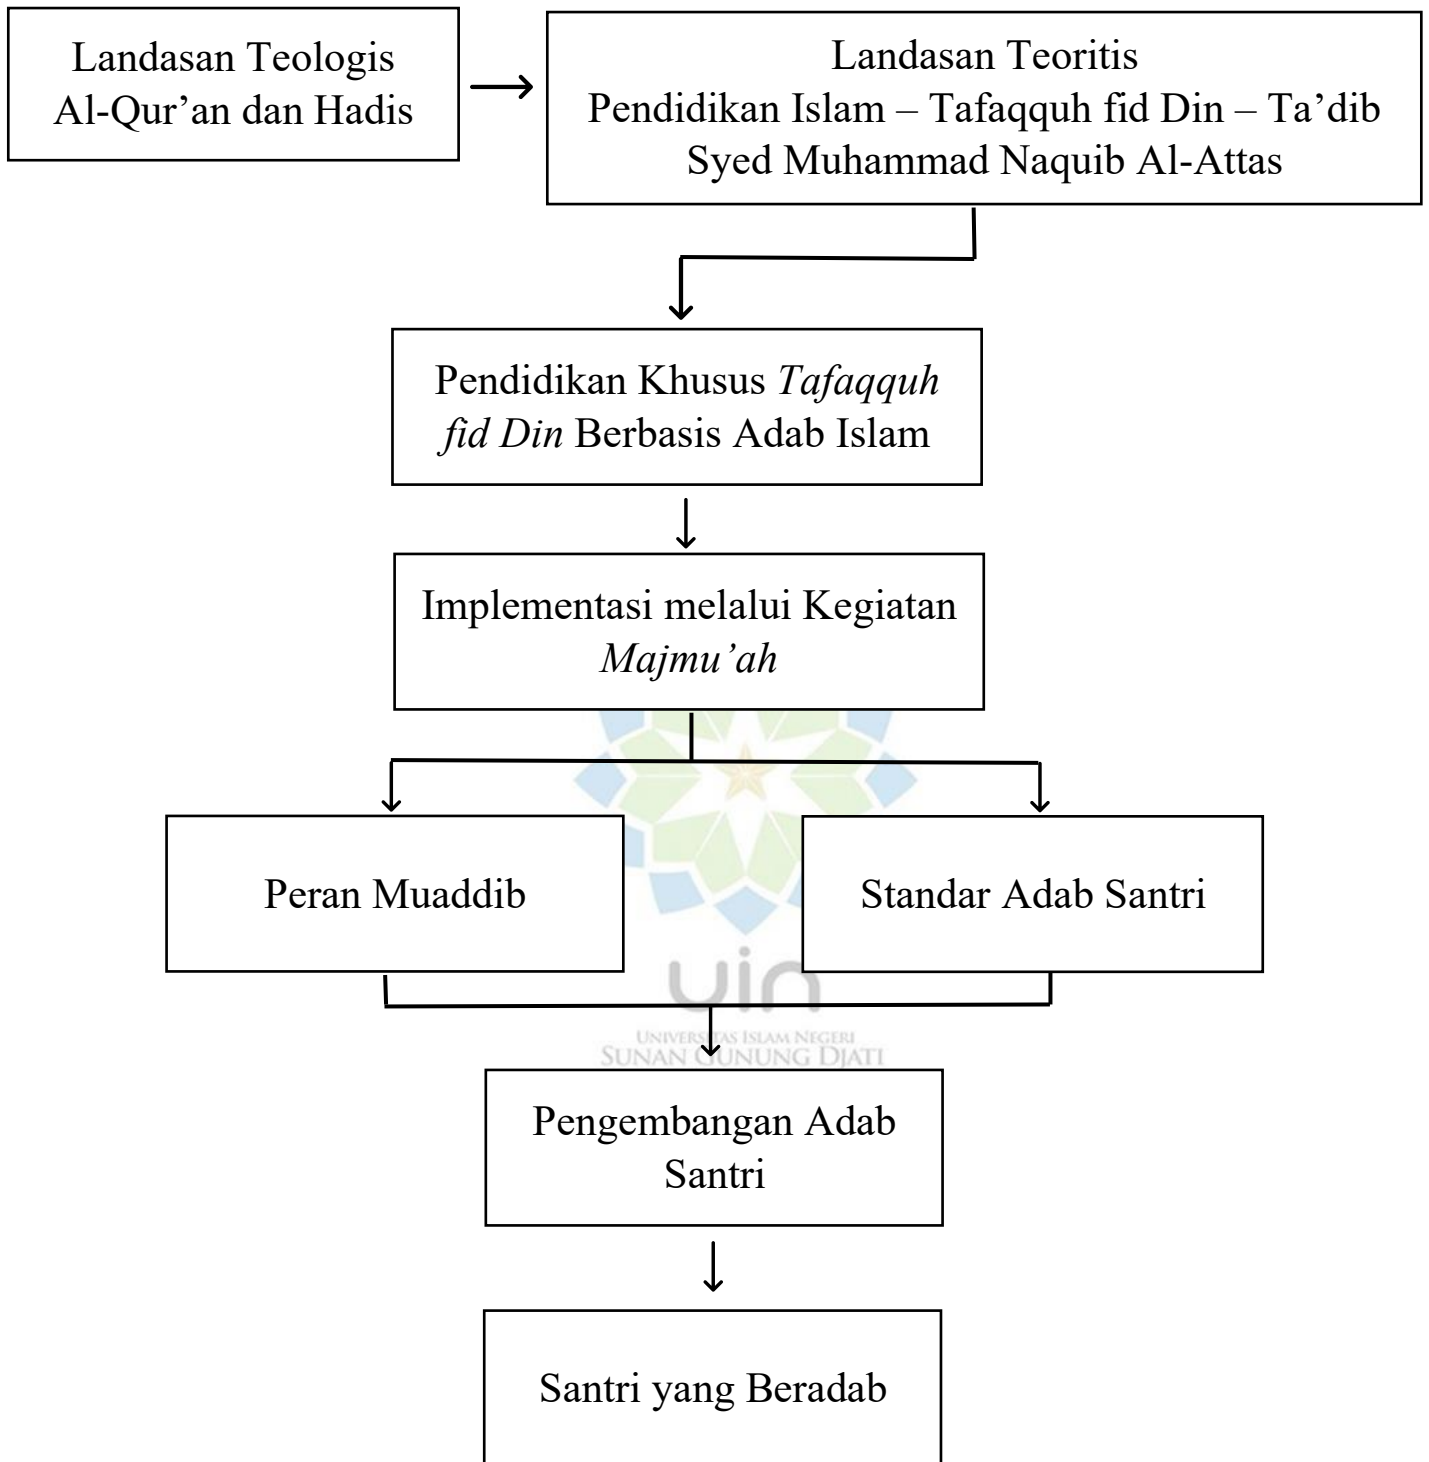 Landasan Teologis
Al-Qur’an dan Hadis
Landasan Teoritis
Pendidikan Islam – Tafaqquh fid Din – Ta’dib
Syed Muhammad Naquib Al-Attas
Pendidikan Khusus Tafaqquh
fid Din Berbasis Adab Islam
Implementasi melalui Kegiatan
Majmu’ah
Peran Muaddib
Standar Adab Santri
uin
UNIVERSITAS ISLAM NEGERI
SUNAN GUNUNG DJATI
Pengembangan Adab
Santri
Santri yang Beradab